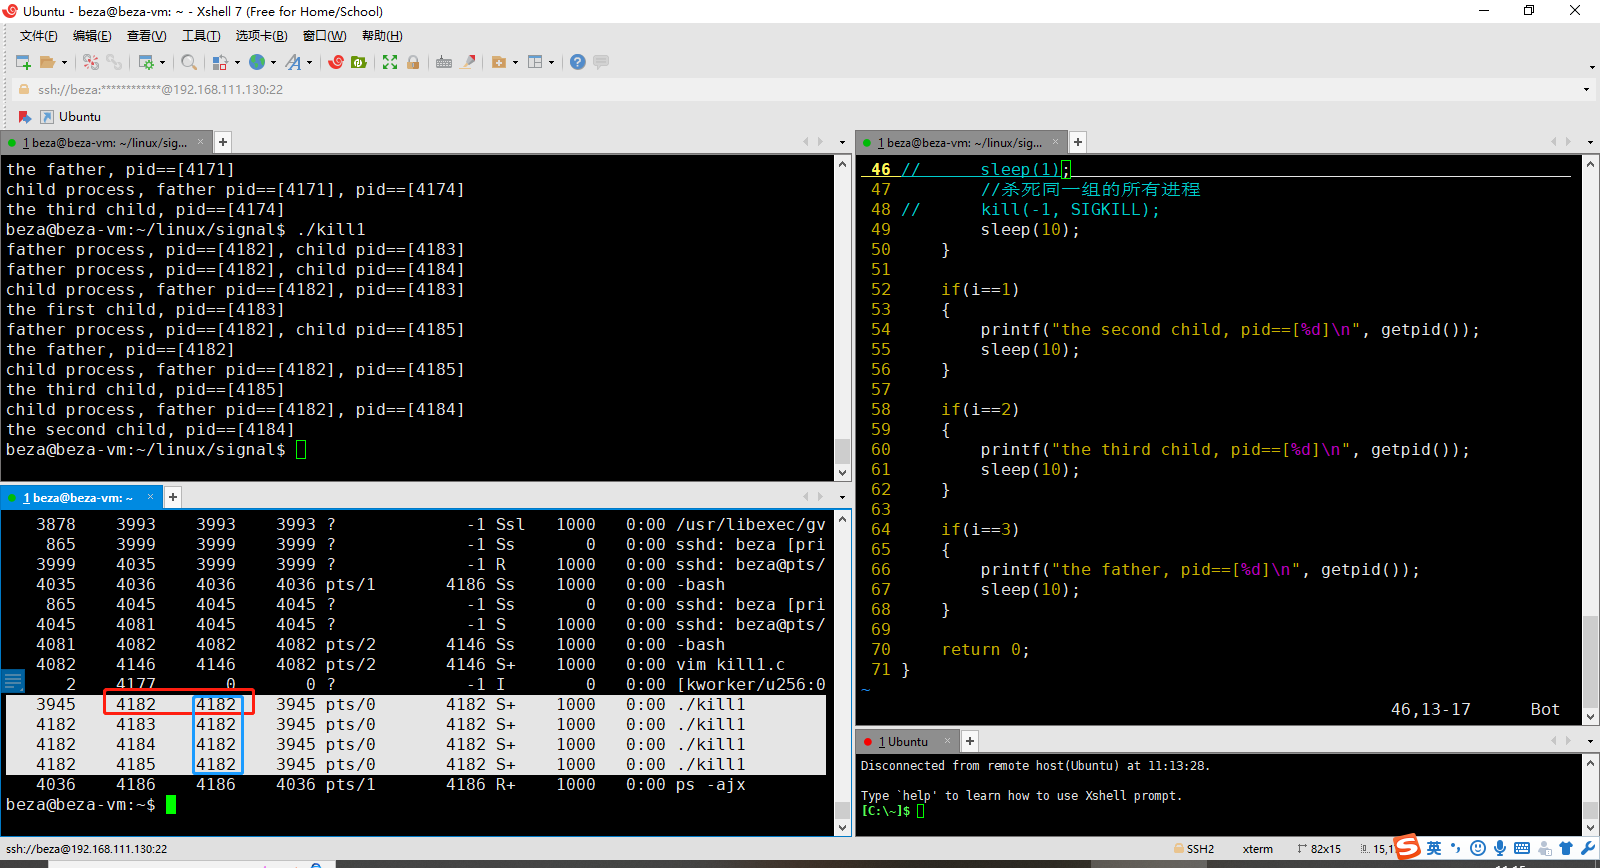 Ubuntu - beza@beza-vm: ~ - Xshell 7 (Free for Home/School)
文件(F) 编辑(E) 查看(V) 工具(T) 选项卡(B) 窗口(W) 帮助(H)
ssh://beza:************@192.168.111.130:22
Ubuntu
1 beza@beza-vm: ~/linux/sig...
the father, pid==[4171]
child process, father pid==[4171], pid==[4174]
the third child, pid==[4174]
beza@beza-vm:~/linux/signal$ ./kill1
father process, pid==[4182], child pid==[4183]
father process, pid==[4182], child pid==[4184]
child process, father pid==[4182], pid==[4183]
the first child, pid==[4183]
father process, pid==[4182], child pid==[4185]
the father, pid==[4182]
child process, father pid==[4182], pid==[4185]
the third child, pid==[4185]
child process, father pid==[4182], pid==[4184]
the second child, pid==[4184]
beza@beza-vm:~/linux/signal$
1 beza@beza-vm: ~
3878 3993 3993 3993 ? -1 Ssl 1000 0:00 /usr/libexec/gv
865 3999 3999 3999 ? -1 Ss 0 0:00 sshd: beza [pri
3999 4035 3999 3999 ? -1 R 1000 0:00 sshd: beza@pts/
4035 4036 4036 4036 pts/1 4186 Ss 1000 0:00 -bash
865 4045 4045 4045 ? -1 Ss 0 0:00 sshd: beza [pri
4045 4081 4045 4045 ? -1 S 1000 0:00 sshd: beza@pts/
4081 4082 4082 4082 pts/2 4146 Ss 1000 0:00 -bash
4082 4146 4146 4082 pts/2 4146 S+ 1000 0:00 vim kill1.c
2 4177 0 0 ? -1 I 0 0:00 [kworker/u256:0
3945 4182 4182 3945 pts/0 4182 S+ 1000 0:00 ./kill1
4182 4183 4182 3945 pts/0 4182 S+ 1000 0:00 ./kill1
4182 4184 4182 3945 pts/0 4182 S+ 1000 0:00 ./kill1
4182 4185 4182 3945 pts/0 4182 S+ 1000 0:00 ./kill1
4036 4186 4186 4036 pts/1 4186 R+ 1000 0:00 ps -ajx
beza@beza-vm:~$
1 beza@beza-vm: ~/linux/sig...
46 // sleep(1);
47 //杀死同一组的所有进程
48 // kill(-1, SIGKILL);
49 sleep(10);
50 }
51
52 if(i==1)
53 {
54 printf("the second child, pid==[%d]\n", getpid());
55 sleep(10);
56 }
57
58 if(i==2)
59 {
60 printf("the third child, pid==[%d]\n", getpid());
61 sleep(10);
62 }
63
64 if(i==3)
65 {
66 printf("the father, pid==[%d]\n", getpid());
67 sleep(10);
68 }
69
70 return 0;
71 }
~
46,13-17 Bot
1 Ubuntu
Disconnected from remote host(Ubuntu) at 11:13:28.
Type `help' to learn how to use Xshell prompt.
[C:\~]$
ssh://beza@192.168.111.130:22 SSH2 xterm 82x15 英